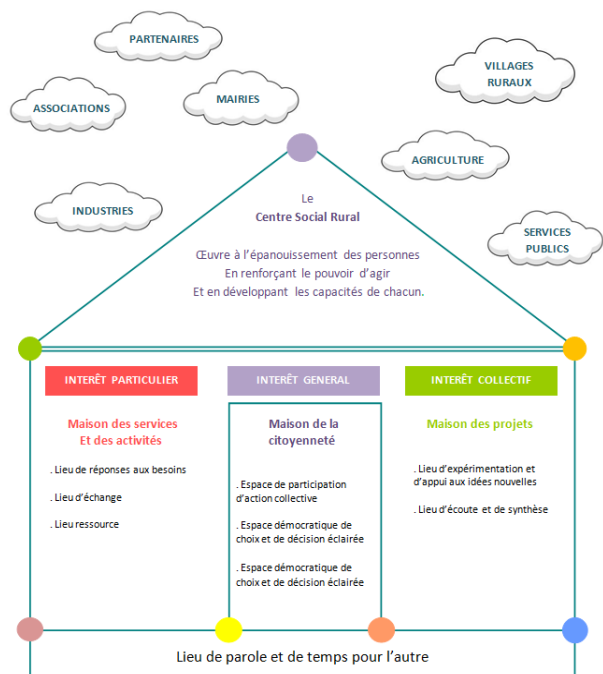 PARTENAIRES
VILLAGES
RURAUX
ASSOCIATIONS
MAIRIES
AGRICULTURE
INDUSTRIES
SERVICES
PUBLICS
Le
Centre Social Rural
Œuvre à l'épanouissement des personnes
En renforçant le pouvoir d'agir
Et en développant les capacités de chacun.
INTERÊT PARTICULIER
Maison des services
Et des activités
. Lieu de réponses aux besoins
. Lieu d'échange
. Lieu ressource
INTERÊT GENERAL
Maison de la
citoyenneté
. Espace de participation
d'action collective
. Espace démocratique de
choix et de décision éclairée
. Espace démocratique de
choix et de décision éclairée
INTERÊT COLLECTIF
Maison des projets
. Lieu d'expérimentation et
d'appui aux idées nouvelles
. Lieu d'écoute et de synthèse
Lieu de parole et de temps pour l'autre